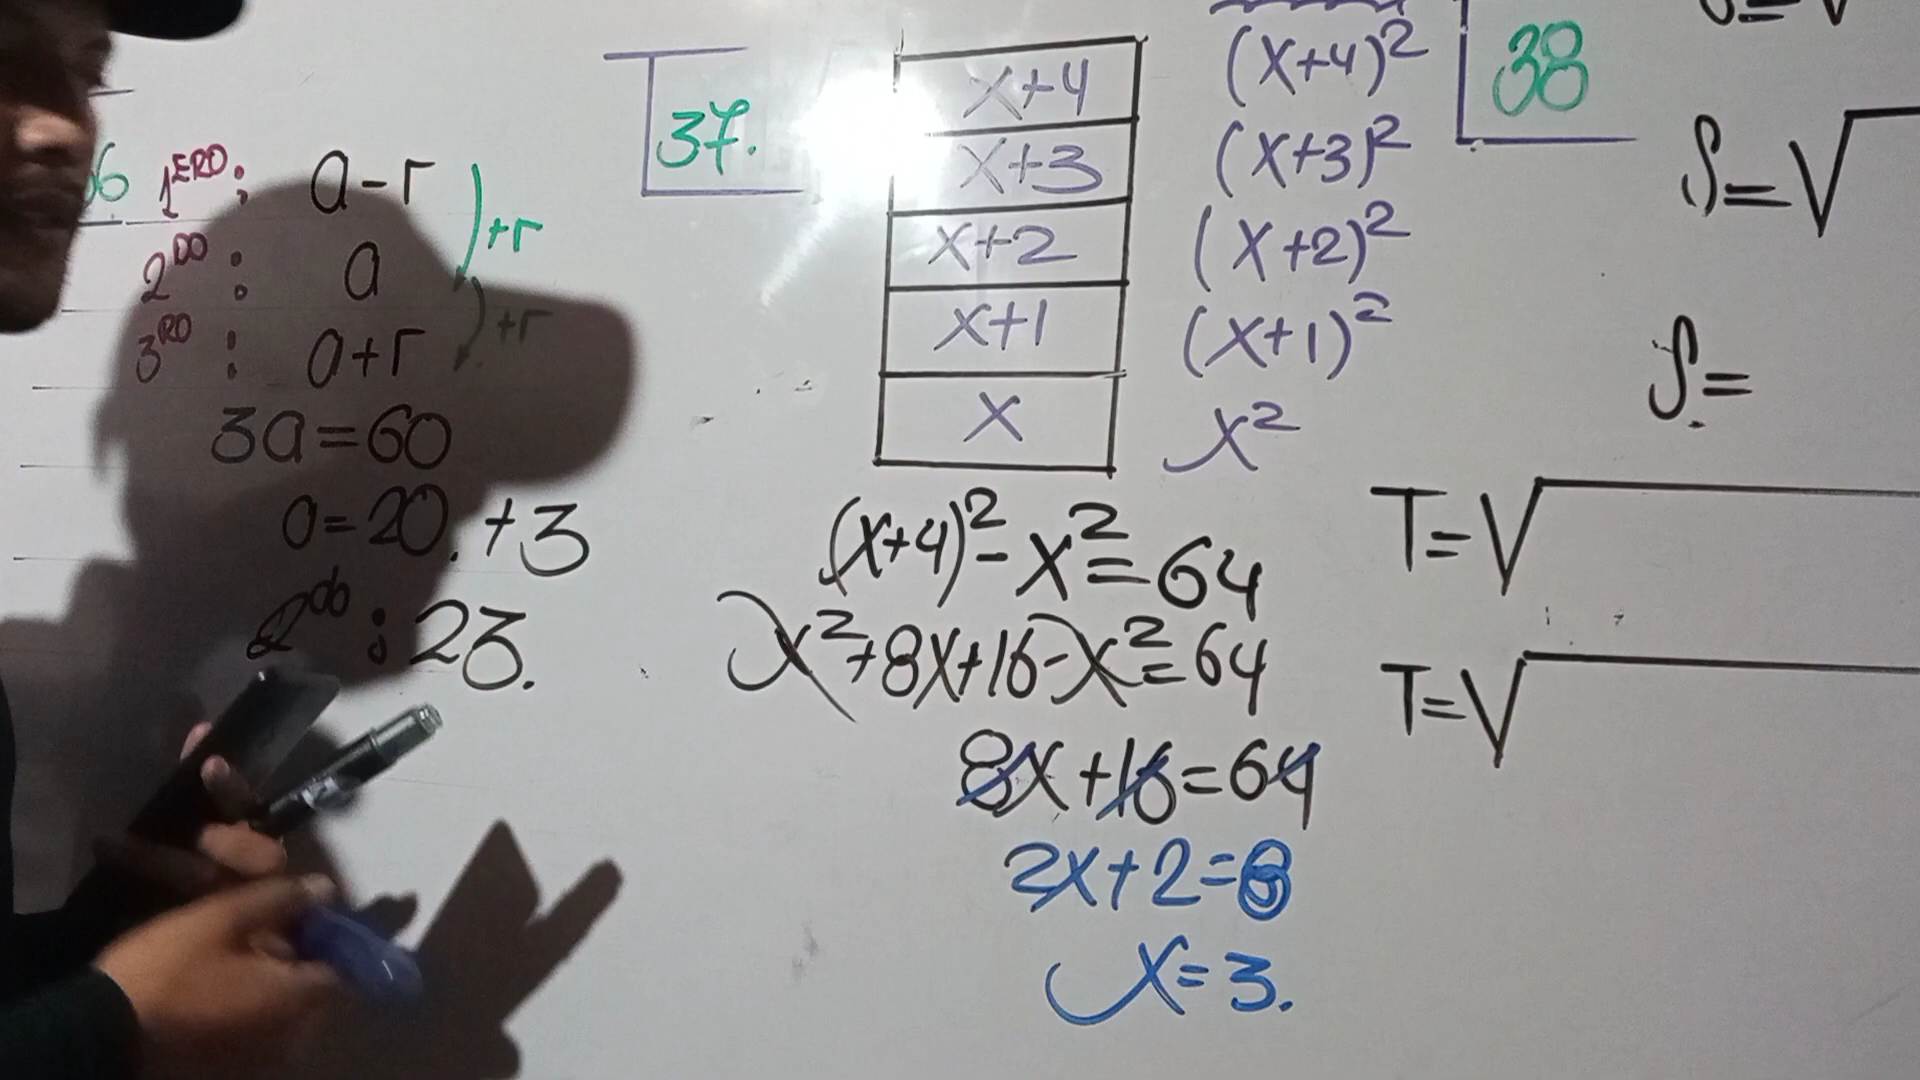 36
1ERO: a-r
+r
2DO: a
+r
3RO: a+r
3a=60
a=20. +3
2do: 23.
37.
x+4 (x+4)²
x+3 (x+3)²
x+2 (x+2)²
x+1 (x+1)²
x x²
(x+4)²-x²=64
x²+8x+16-x²=64
8x+16=64
2x+2=8
x=3.
38
S=√
S=
T=√
T=√